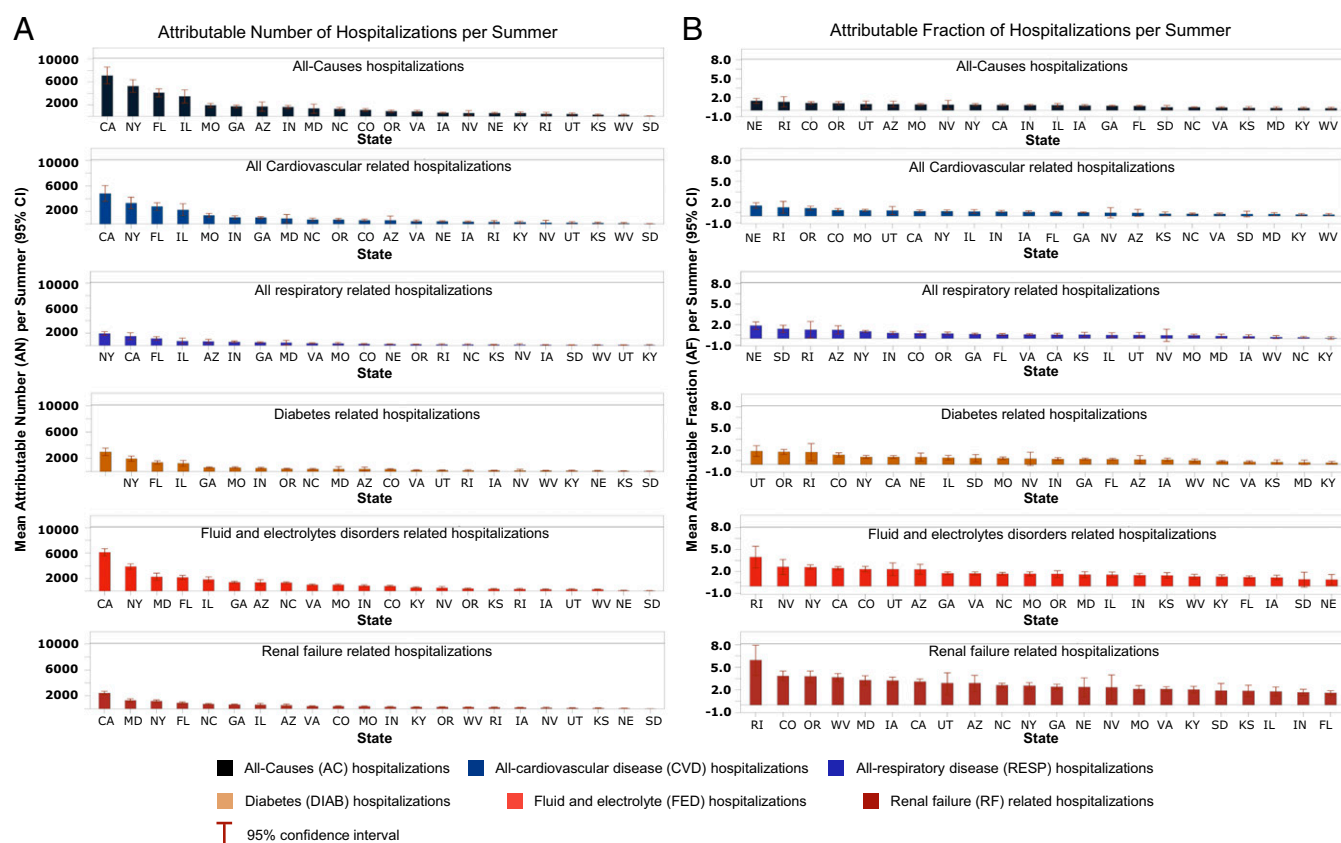 A
Attributable Number of Hospitalizations per Summer
Mean Attributable Number (AN) per Summer (95% CI)
All-Causes hospitalizations
10000
6000
2000
CA NY FL IL MO GA AZ IN MD NC CO OR VA IA NV NE KY RI UT KS WV SD
State
All Cardiovascular related hospitalizations
10000
6000
2000
CA NY FL IL MO IN GA MD NC OR CO AZ VA NE IA RI KY NV UT KS WV SD
State
All respiratory related hospitalizations
10000
6000
2000
NY CA FL IL AZ IN GA MD VA MO CO NE OR RI NC KS NV IA SD WV UT KY
State
Diabetes related hospitalizations
10000
6000
2000
NY FL IL GA MO IN OR NC MD AZ CO VA UT RI IA NV WV KY NE KS SD
State
Fluid and electrolytes disorders related hospitalizations
10000
6000
2000
CA NY MD FL IL GA AZ NC VA MO IN CO KY NV OR KS RI IA UT WV NE SD
State
Renal failure related hospitalizations
10000
6000
2000
CA MD NY FL NC GA IL AZ VA CO MO IN KY OR WV RI IA NV UT KS NE SD
State
B
Attributable Fraction of Hospitalizations per Summer
Mean Attributable Fraction (AF) per Summer (95% CI)
All-Causes hospitalizations
8.0
5.0
2.0
-1.0
NE RI CO OR UT AZ MO NV NY CA IN IL IA GA FL SD NC VA KS MD KY WV
State
All Cardiovascular related hospitalizations
8.0
5.0
2.0
-1.0
NE RI OR CO MO UT CA NY IL IN IA FL GA NV AZ KS NC VA SD MD KY WV
State
All respiratory related hospitalizations
8.0
5.0
2.0
-1.0
NE SD RI AZ NY IN CO OR GA FL VA CA KS IL UT NV MO MD IA WV NC KY
State
Diabetes related hospitalizations
8.0
5.0
2.0
-1.0
UT OR RI CO NY CA NE IL SD MO NV IN GA FL AZ IA WV NC VA KS MD KY
State
Fluid and electrolytes disorders related hospitalizations
8.0
5.0
2.0
-1.0
RI NV NY CA CO UT AZ GA VA NC MO OR MD IL IN KS WV KY FL IA SD NE
State
Renal failure related hospitalizations
8.0
5.0
2.0
-1.0
RI CO OR WV MD IA CA UT AZ NC NY GA NE NV MO VA KY SD KS IL IN FL
State
All-Causes (AC) hospitalizations
All-cardiovascular disease (CVD) hospitalizations
All-respiratory disease (RESP) hospitalizations
Diabetes (DIAB) hospitalizations
Fluid and electrolyte (FED) hospitalizations
Renal failure (RF) related hospitalizations
95% confidence interval